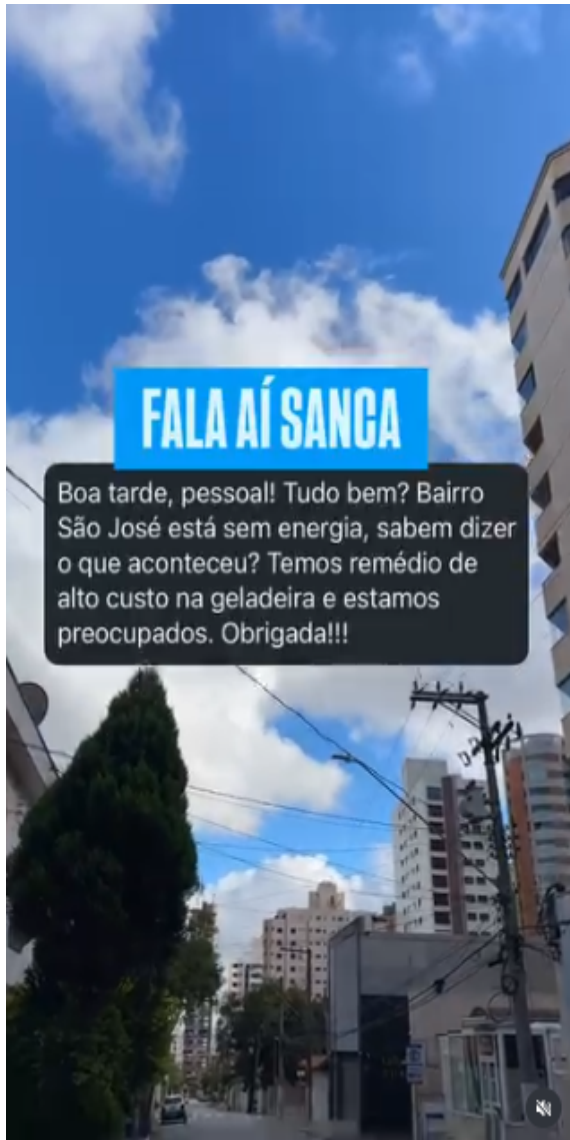 FALA AÍ SANCA
Boa tarde, pessoal! Tudo bem? Bairro
São José está sem energia, sabem dizer
o que aconteceu? Temos remédio de
alto custo na geladeira e estamos
preocupados. Obrigada!!!